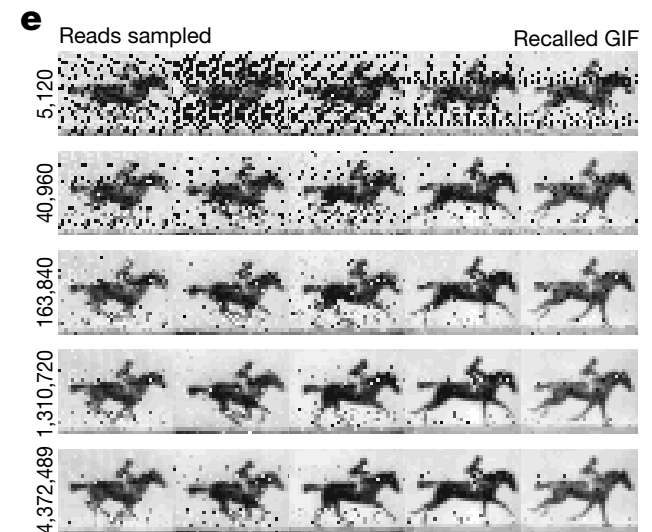 e
Reads sampled
Recalled GIF
5,120
40,960
163,840
1,310,720
4,372,489